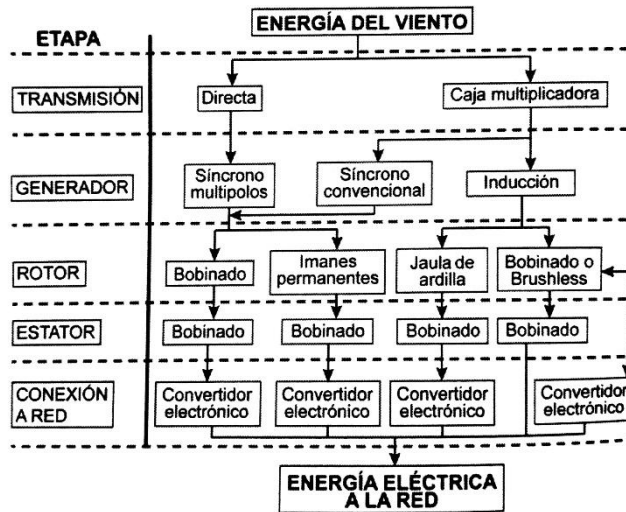 ENERGÍA DEL VIENTO
ETAPA
TRANSMISIÓN
Directa
Caja multiplicadora
GENERADOR
Síncrono
multipolos
Síncrono
convencional
Inducción
ROTOR
Bobinado
Imanes
permanentes
Jaula de
ardilla
Bobinado o
Brushless
ESTATOR
Bobinado
Bobinado
Bobinado
Bobinado
CONEXIÓN
A RED
Convertidor
electrónico
Convertidor
electrónico
Convertidor
electrónico
Convertidor
electrónico
ENERGÍA ELÉCTRICA
A LA RED